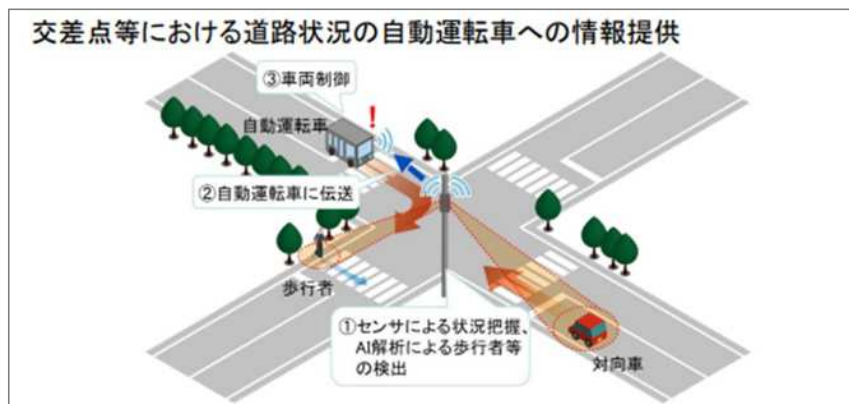 交差点等における道路状況の自動運転車への情報提供
③車両制御
自動運転車
!
②自動運転車に伝送
歩行者
①センサによる状況把握、
AI解析による歩行者等
の検出
対向車